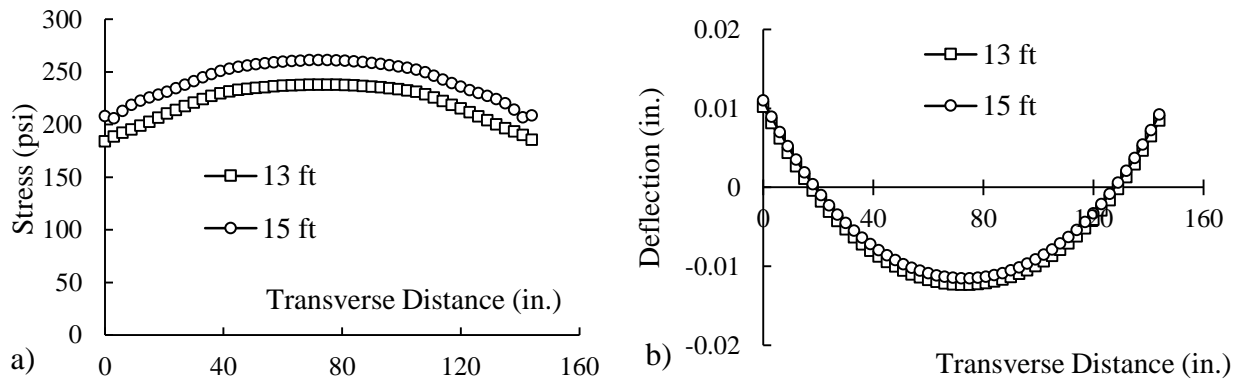 300
250
200
150
100
50
0
Stress (psi)
13 ft
15 ft
Transverse Distance (in.)
0 40 80 120 160
a)
0.02
0.01
0
-0.01
-0.02
Deflection (in.)
13 ft
15 ft
0 40 80 120 160
Transverse Distance (in.)
b)